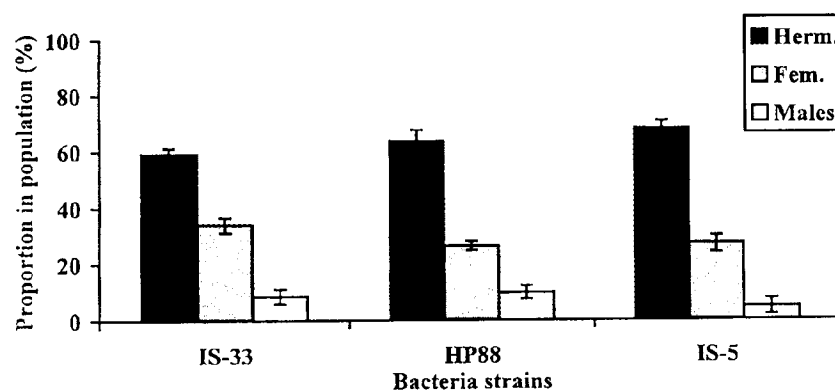 Proportion in population (%)
100
80
60
40
20
0
Herm.
Fem.
Males
IS-33 HP88 IS-5
Bacteria strains